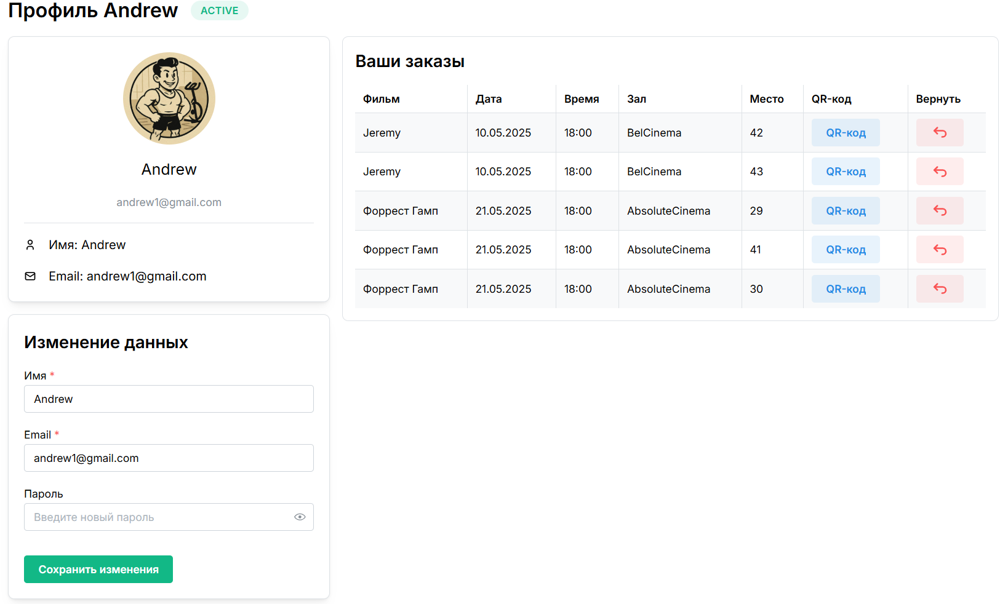 Профиль Andrew ACTIVE
Andrew
andrew1@gmail.com
Имя: Andrew
Email: andrew1@gmail.com
Изменение данных
Имя *
Andrew
Email *
andrew1@gmail.com
Пароль
Введите новый пароль
Сохранить изменения
Ваши заказы
Фильм Дата Время Зал Место QR-код Вернуть
Jeremy 10.05.2025 18:00 BelCinema 42 QR-код
Jeremy 10.05.2025 18:00 BelCinema 43 QR-код
Форрест Гамп 21.05.2025 18:00 AbsoluteCinema 29 QR-код
Форрест Гамп 21.05.2025 18:00 AbsoluteCinema 41 QR-код
Форрест Гамп 21.05.2025 18:00 AbsoluteCinema 30 QR-код